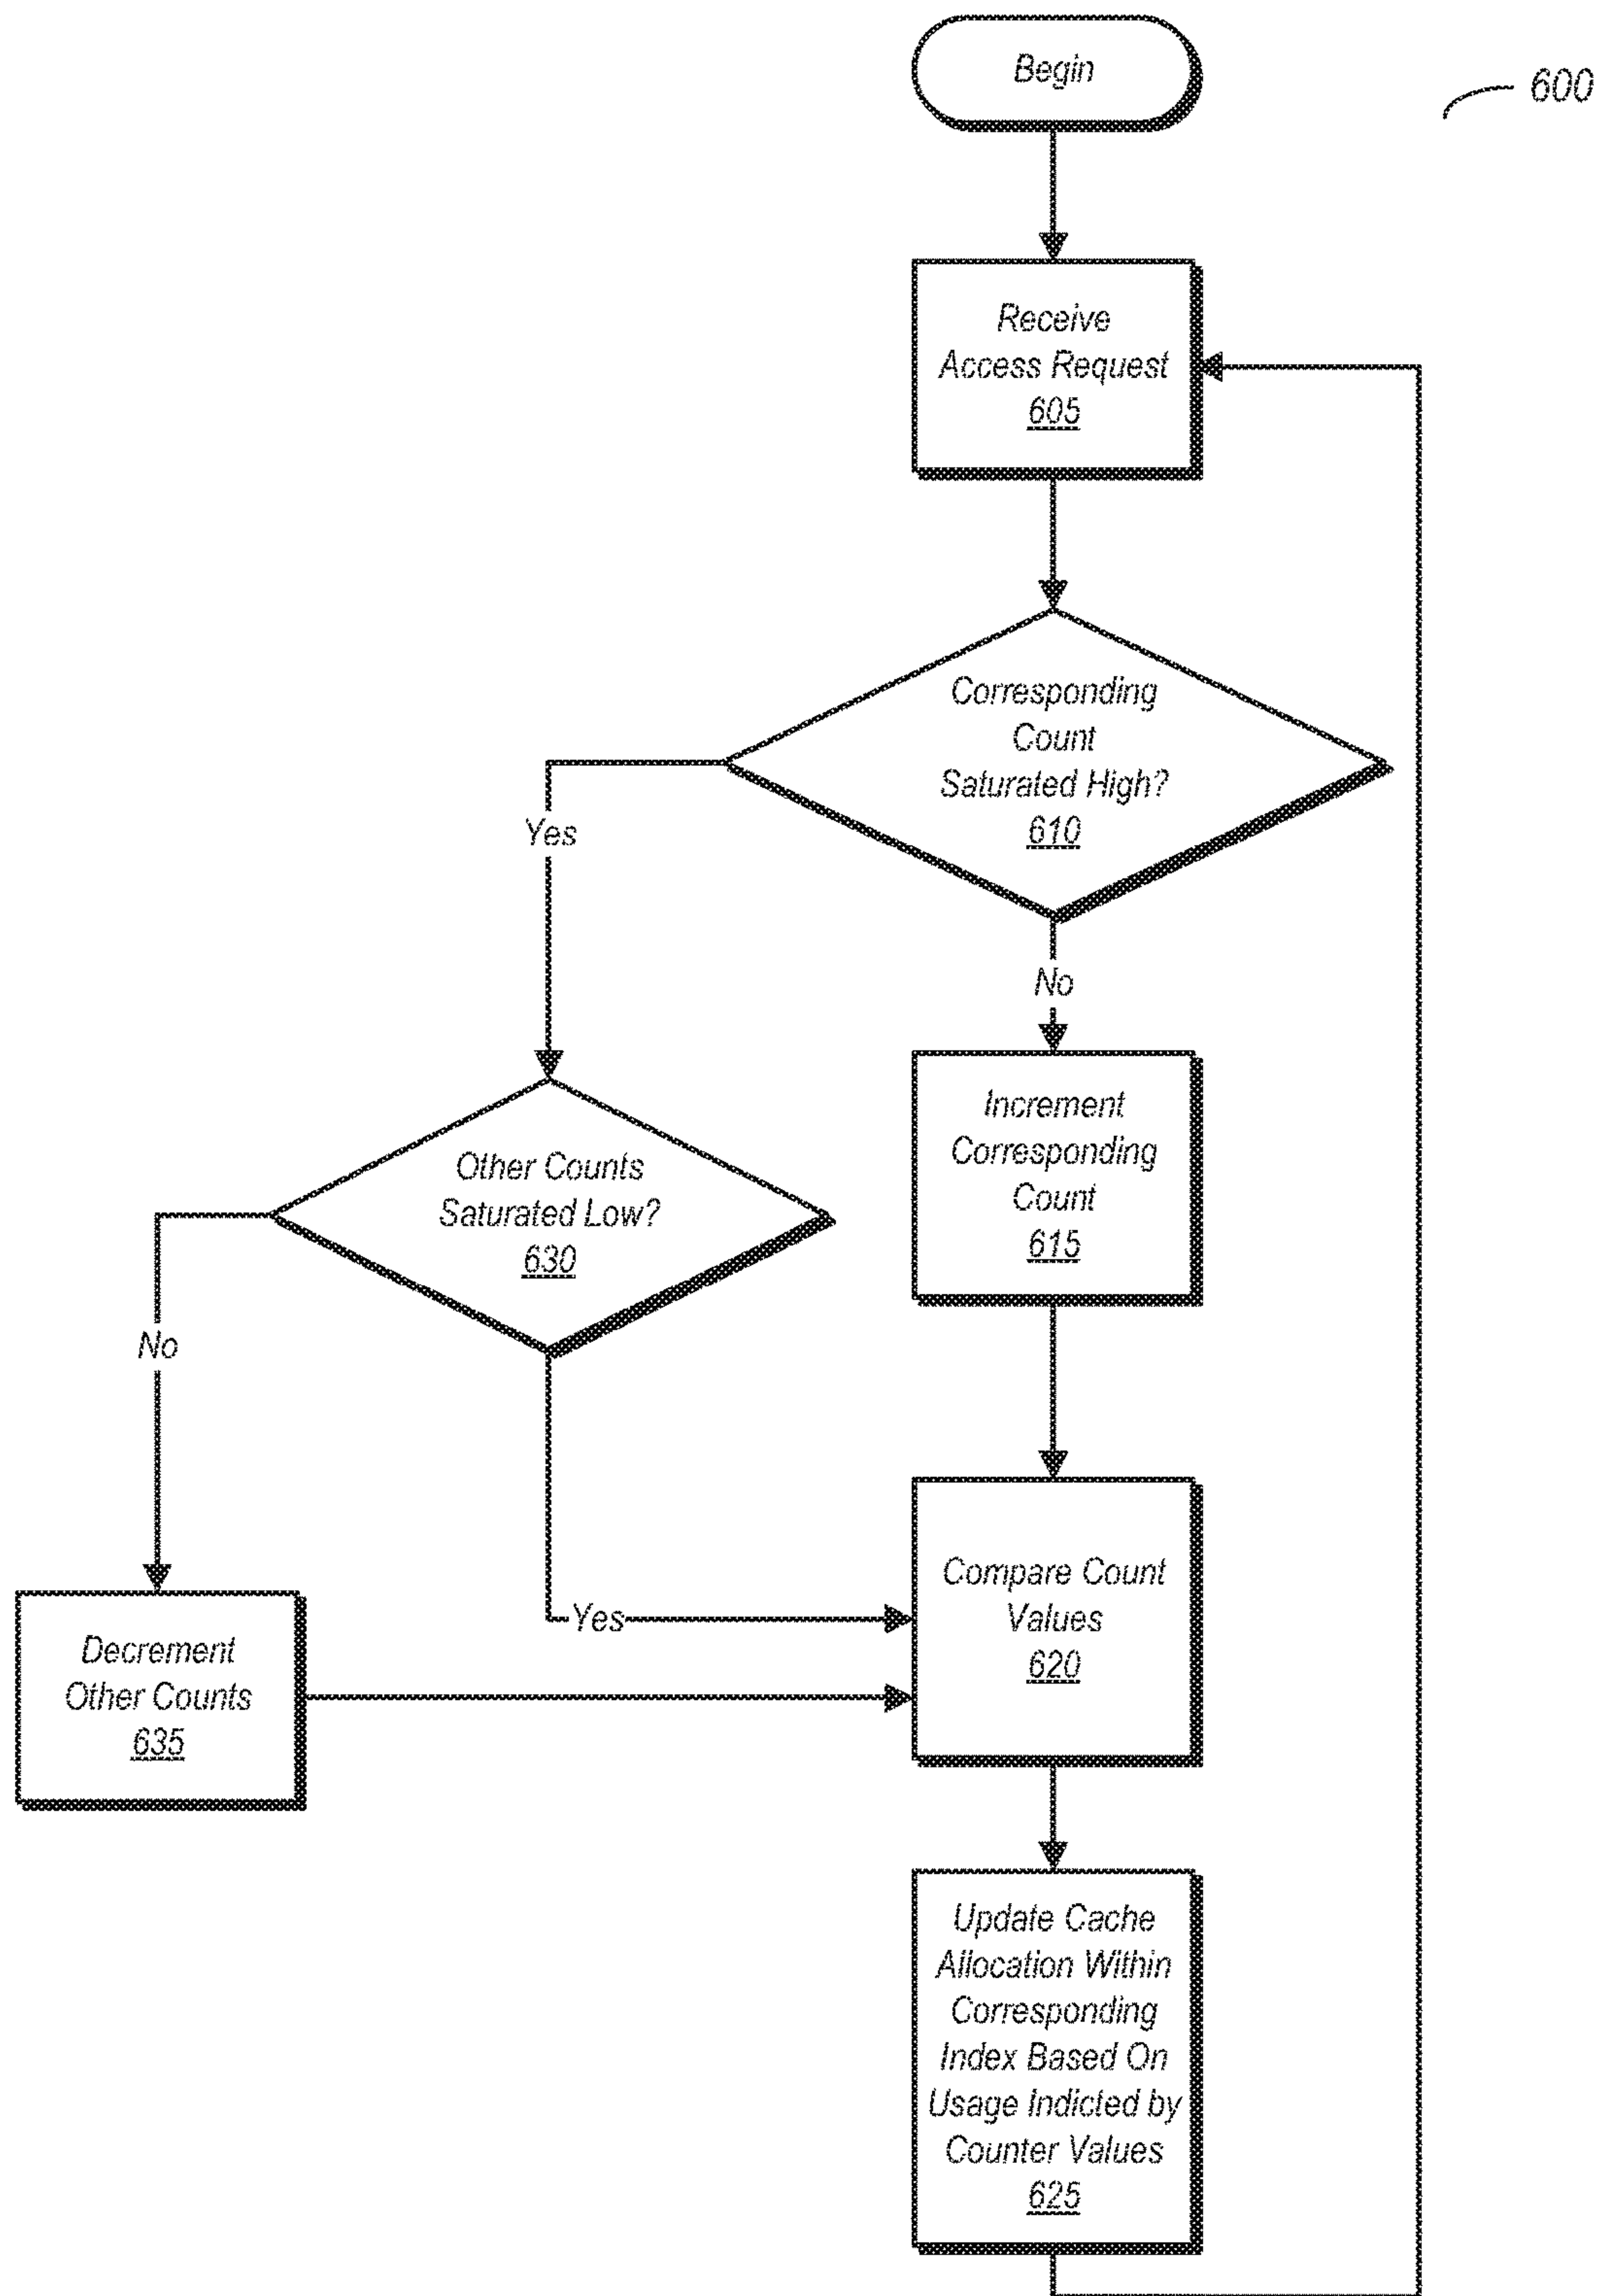 Begin
600
Receive
Access Request
605
Corresponding
Count
Saturated High?
610
Yes
No
Increment
Corresponding
Count
615
Other Counts
Saturated Low?
630
No
Yes
Compare Count
Values
620
Decrement
Other Counts
635
Update Cache
Allocation Within
Corresponding
Index Based On
Usage Indicted by
Counter Values
625